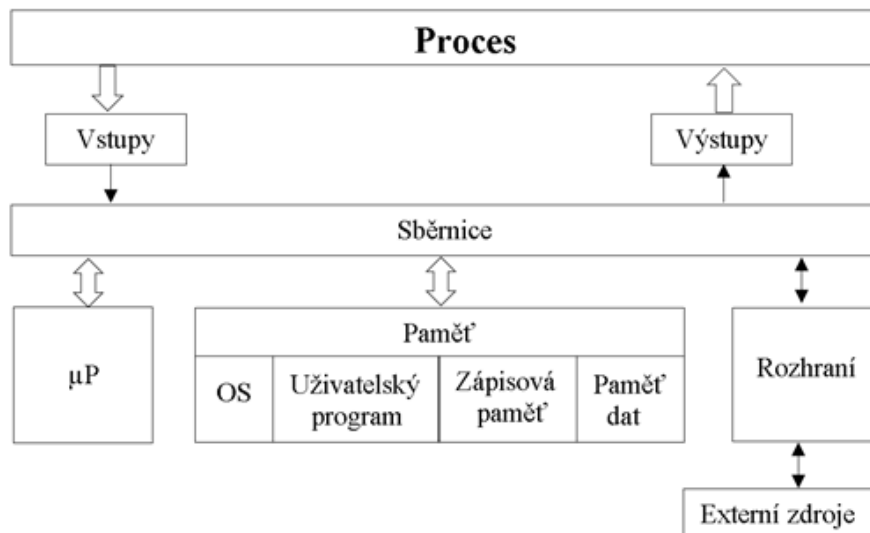 Proces
Vstupy
Výstupy
Sběrnice
µP
Paměť
OS
Uživatelský
program
Zápisová
paměť
Paměť
dat
Rozhraní
Externí zdroje